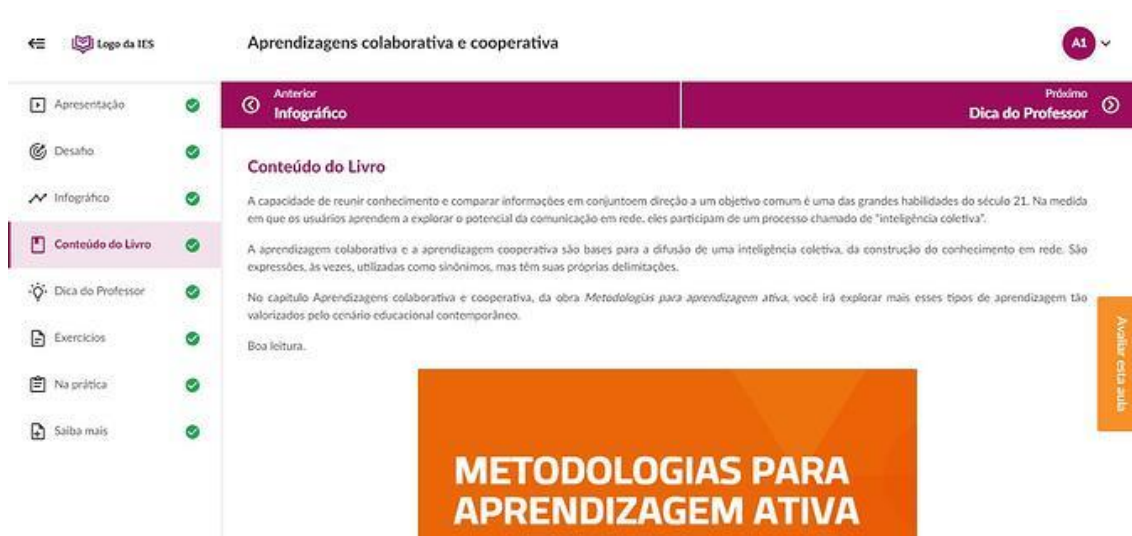 Logo da IES
Aprendizagens colaborativa e cooperativa
A1
Apresentação
Desafio
Infográfico
Conteúdo do Livro
Dica do Professor
Exercícios
Na prática
Saiba mais
Anterior
Infográfico
Próximo
Dica do Professor
Conteúdo do Livro
A capacidade de reunir conhecimento e comparar informações em conjuntoem direção a um objetivo comum é uma das grandes habilidades do século 21. Na medida
em que os usuários aprendem a explorar o potencial da comunicação em rede, eles participam de um processo chamado de "inteligência coletiva".
A aprendizagem colaborativa e a aprendizagem cooperativa são bases para a difusão de uma inteligência coletiva, da construção do conhecimento em rede. São
expressões, às vezes, utilizadas como sinônimos, mas têm suas próprias delimitações.
No capítulo Aprendizagens colaborativa e cooperativa, da obra Metodologias para aprendizagem ativa, você irá explorar mais esses tipos de aprendizagem tão
valorizados pelo cenário educacional contemporâneo.
Boa leitura.
Avaliar esta aula
METODOLOGIAS PARA
APRENDIZAGEM ATIVA